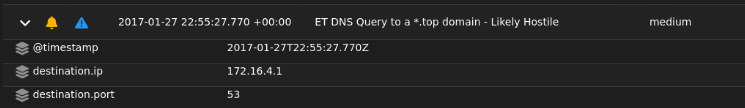 2017-01-27 22:55:27.770 +00:00 ET DNS Query to a *.top domain - Likely Hostile medium
@timestamp 2017-01-27T22:55:27.770Z
destination.ip 172.16.4.1
destination.port 53